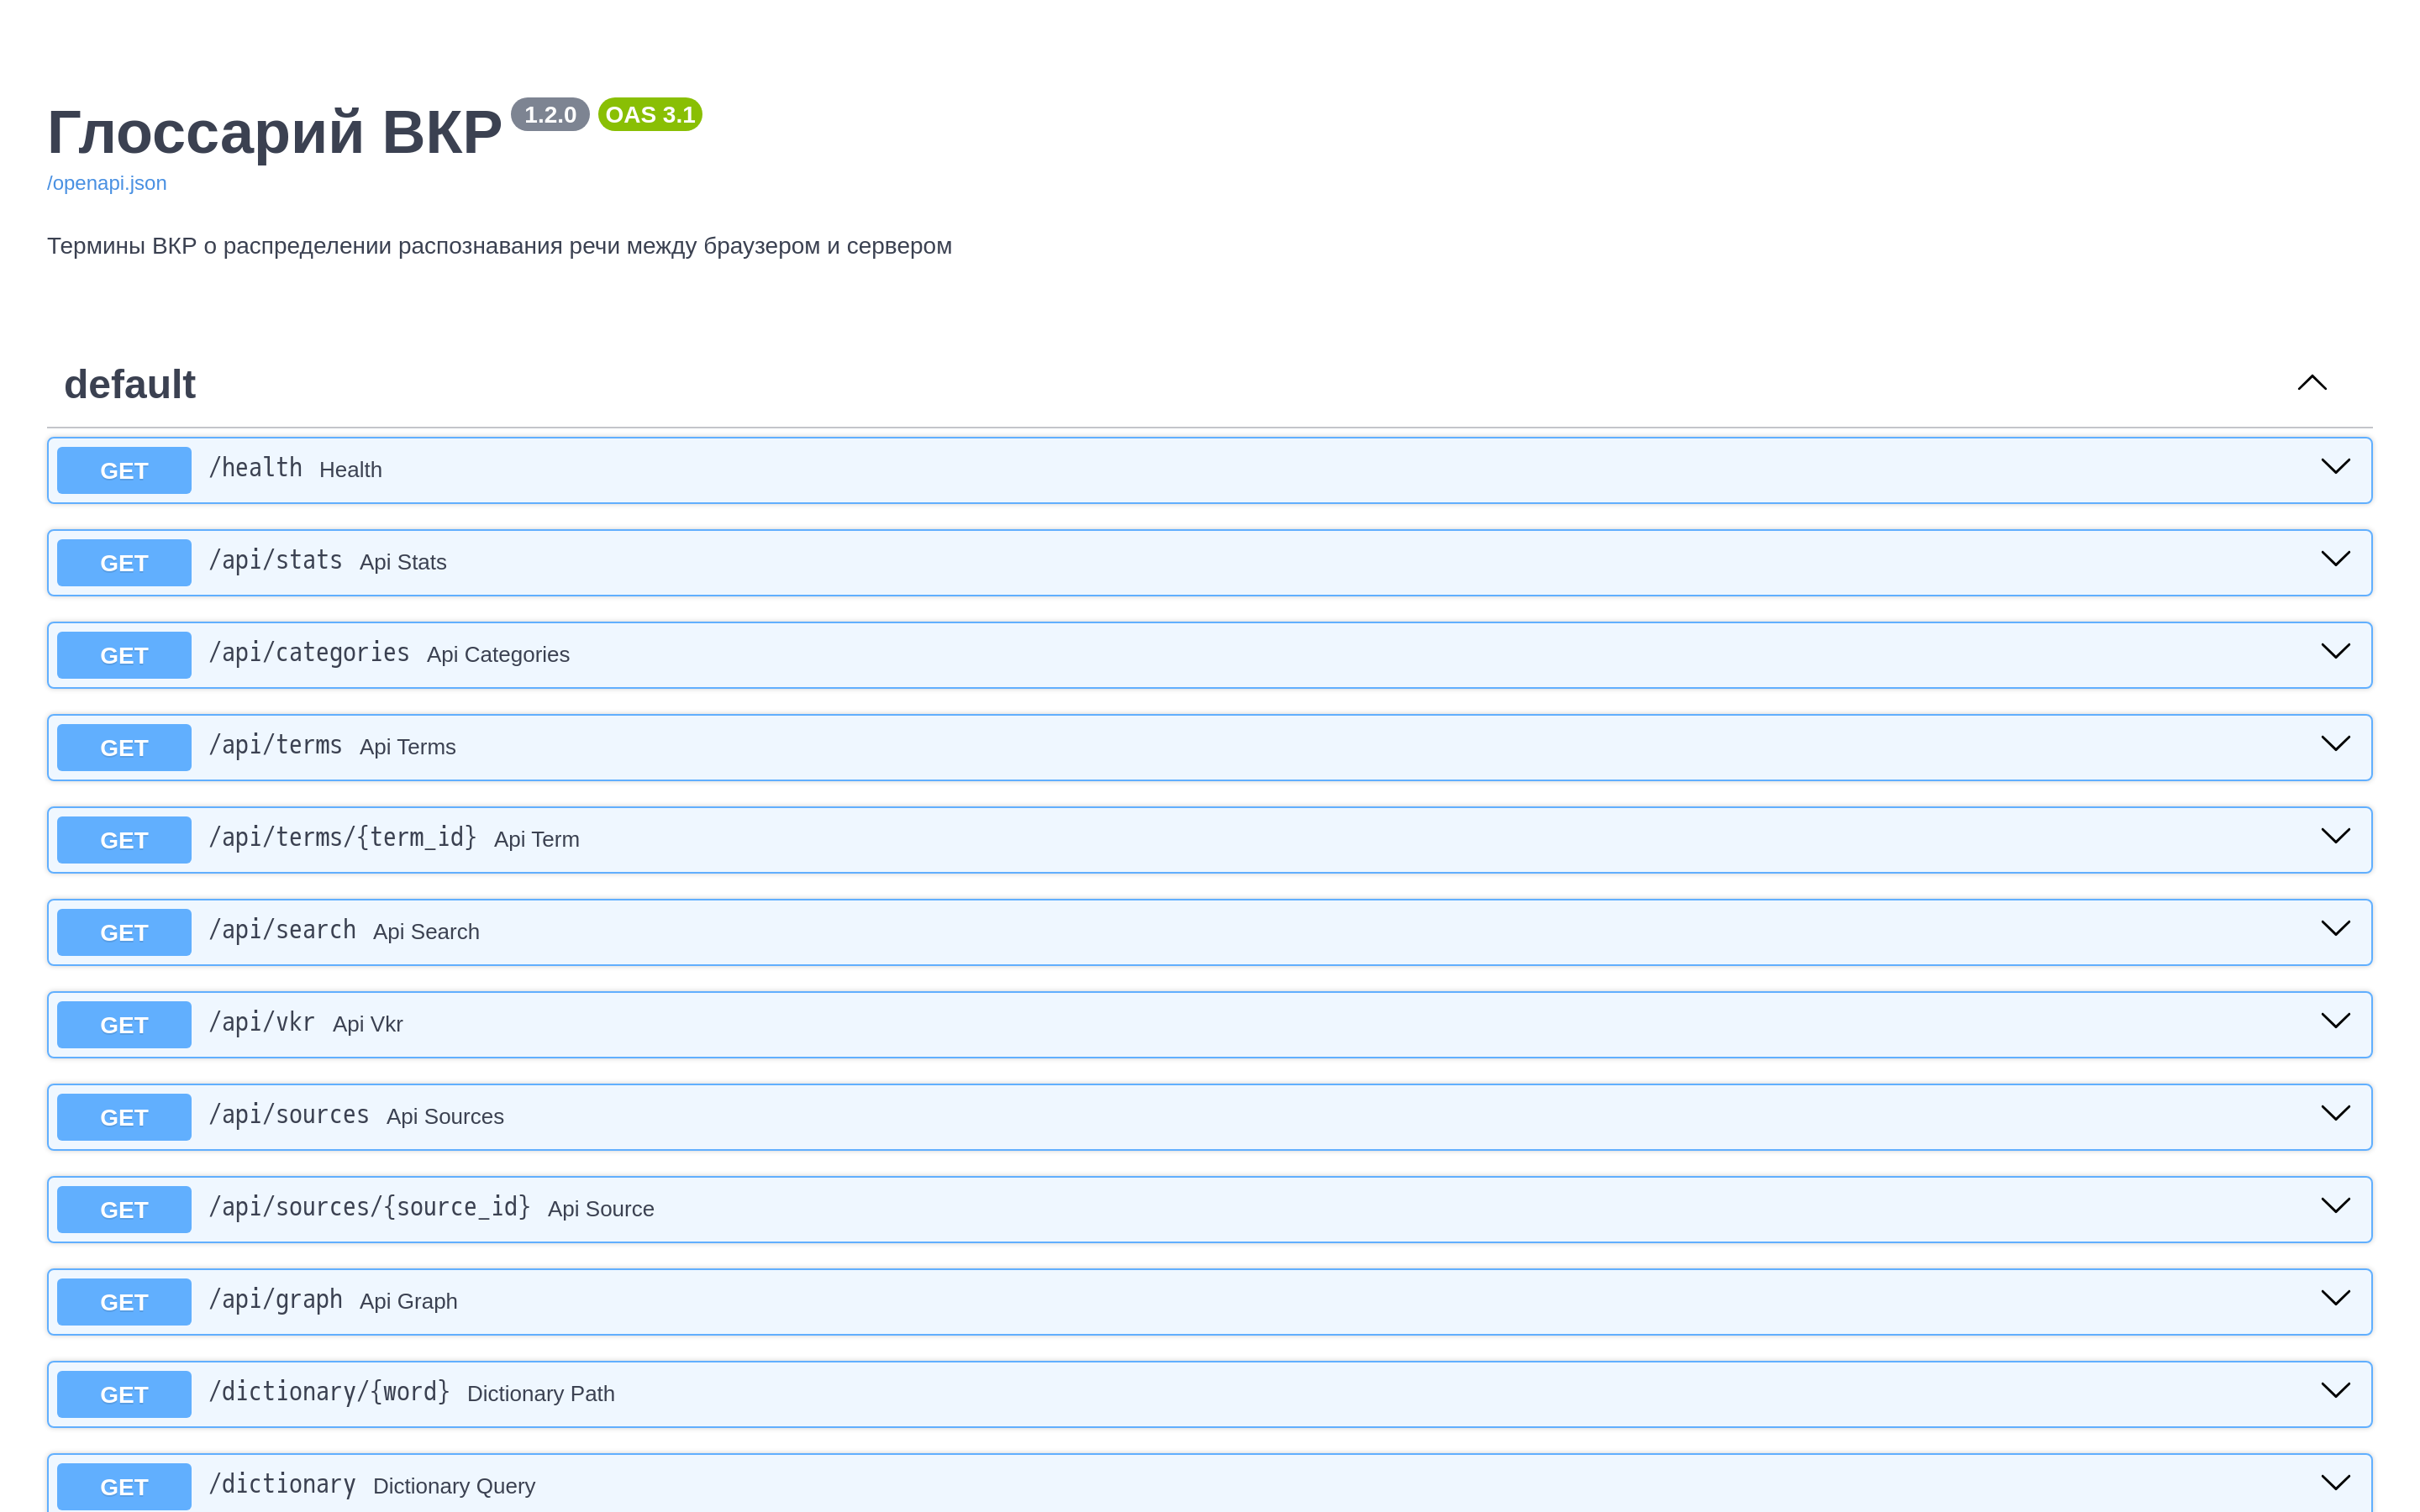 Глоссарий ВКР 1.2.0 OAS 3.1
/openapi.json
Термины ВКР о распределении распознавания речи между браузером и сервером
default
GET /health Health
GET /api/stats Api Stats
GET /api/categories Api Categories
GET /api/terms Api Terms
GET /api/terms/{term_id} Api Term
GET /api/search Api Search
GET /api/vkr Api Vkr
GET /api/sources Api Sources
GET /api/sources/{source_id} Api Source
GET /api/graph Api Graph
GET /dictionary/{word} Dictionary Path
GET /dictionary Dictionary Query